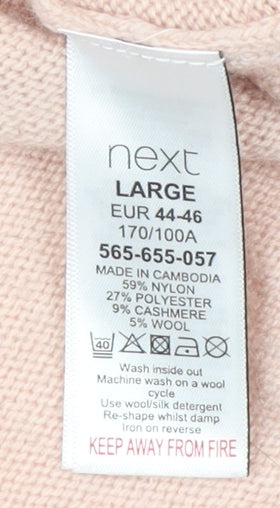 next
LARGE
EUR 44-46
170/100A
565-655-057
MADE IN CAMBODIA
59% NYLON
27% POLYESTER
9% CASHMERE
5% WOOL
40
Wash inside out
Machine wash on a wool
cycle
Use wool/silk detergent
Re-shape whilst damp
Iron on reverse
KEEP AWAY FROM FIRE